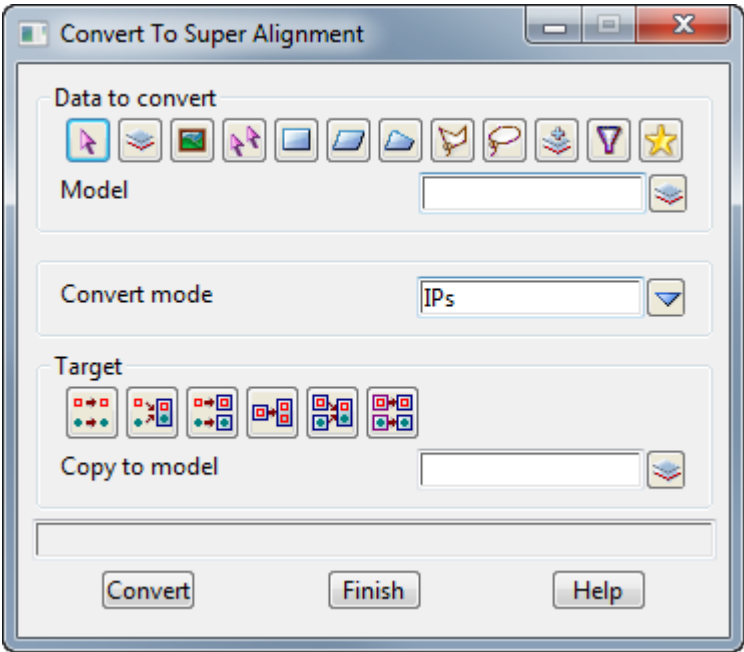 Convert To Super Alignment
Data to convert
Model
Convert mode IPs
Target
Copy to model
Convert Finish Help